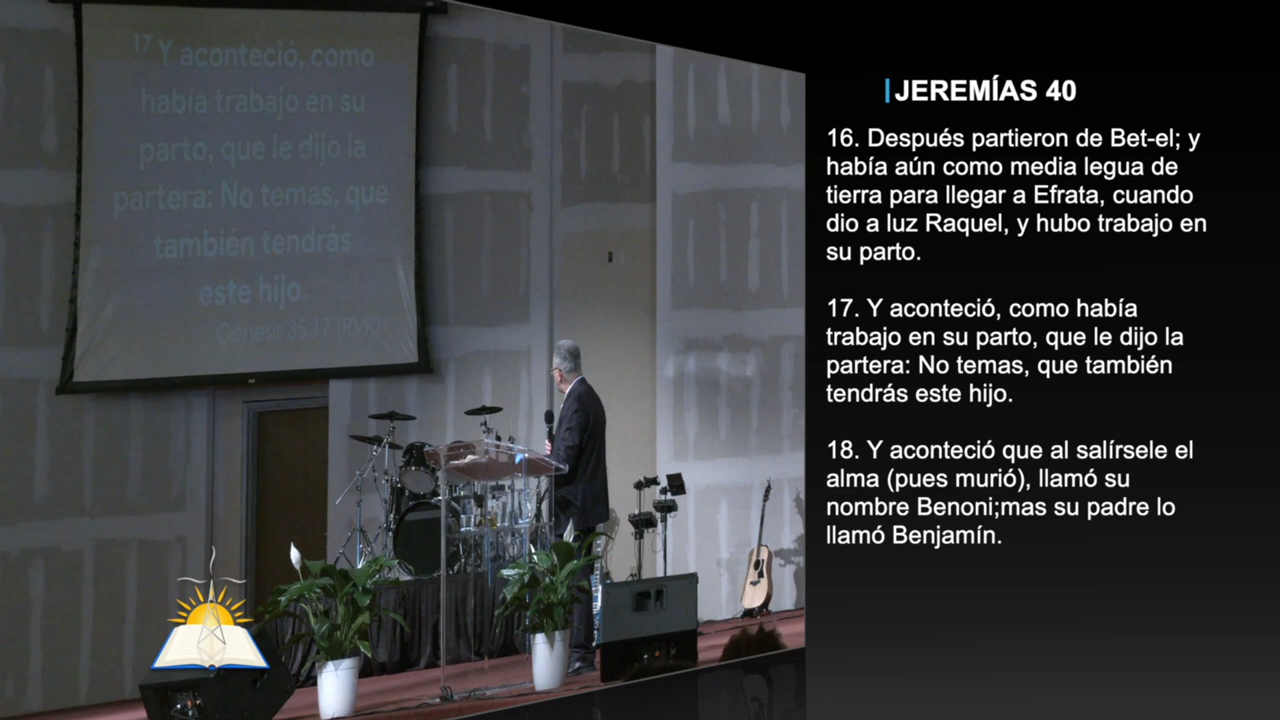 17 Y aconteció, como
había trabajo en su
parto, que le dijo la
partera: No temas, que
también tendrás
este hijo.
Génesis 35:17 (RVR)
JEREMÍAS 40
16. Después partieron de Bet-el; y
había aún como media legua de
tierra para llegar a Efrata, cuando
dio a luz Raquel, y hubo trabajo en
su parto.
17. Y aconteció, como había
trabajo en su parto, que le dijo la
partera: No temas, que también
tendrás este hijo.
18. Y aconteció que al salírsele el
alma (pues murió), llamó su
nombre Benoni;mas su padre lo
llamó Benjamín.